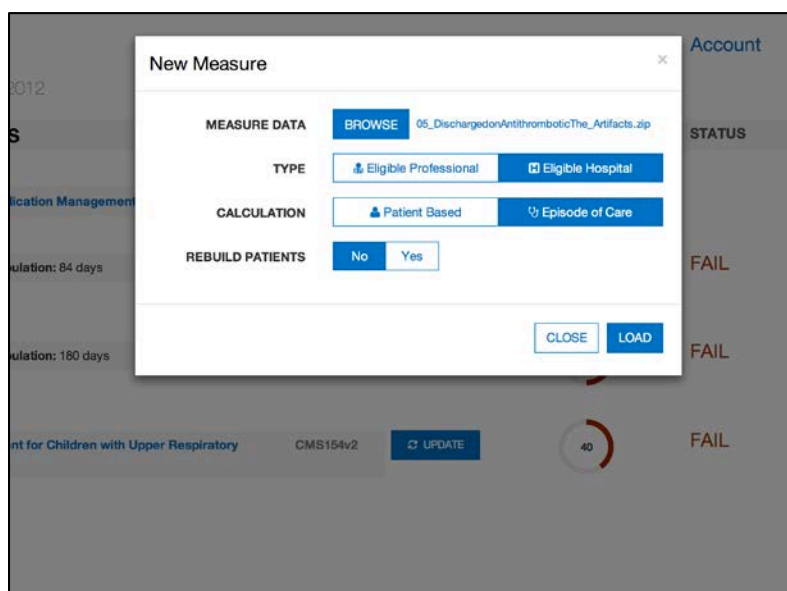 New Measure
×
Account
2012
S
STATUS
MEASURE DATA BROWSE 05_DischargedonAntithromboticThe_Artifacts.zip
TYPE Eligible Professional Eligible Hospital
lication Management
CALCULATION Patient Based Episode of Care
REBUILD PATIENTS No Yes
ulation: 84 days
FAIL
CLOSE LOAD
ulation: 180 days
FAIL
nt for Children with Upper Respiratory CMS154v2 UPDATE 40 FAIL